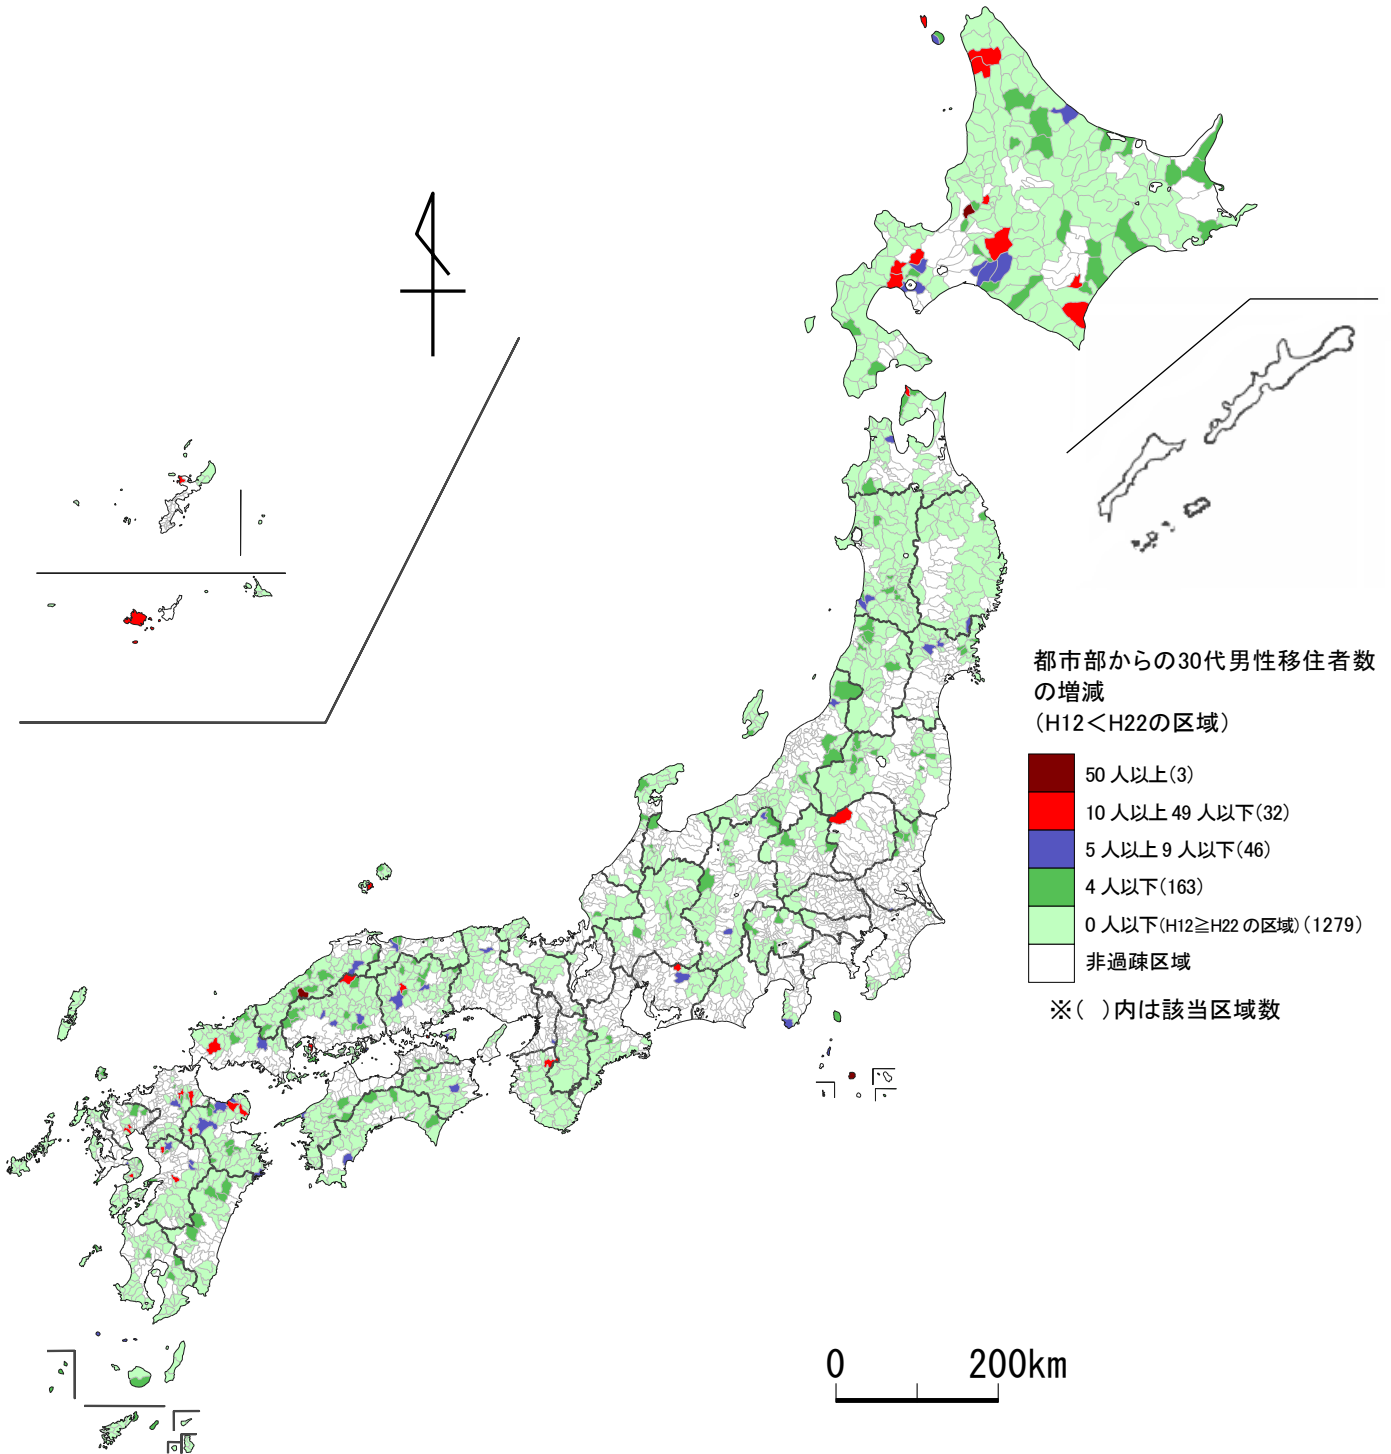 都市部からの30代男性移住者数
の増減
(H12＜H22の区域)
50 人以上(3)
10 人以上 49 人以下(32)
5 人以上 9 人以下(46)
4 人以下(163)
0 人以下(H12≧H22 の区域)(1279)
非過疎区域
※( )内は該当区域数
0 200km